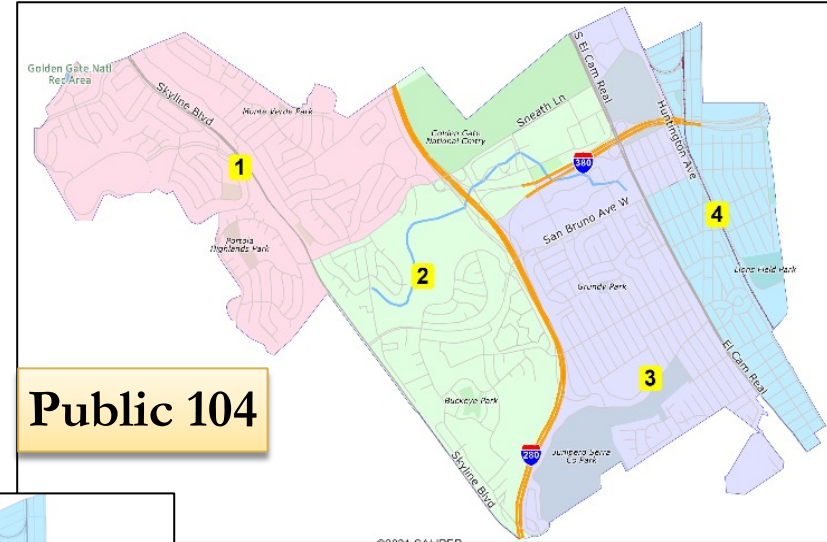 Golden Gate Natl
Rec Area
Skyline Blvd
Monte Verde Park
1
Portola
Highlands Park
Golden Gate
National Cmtry
Sneath Ln
S El Cam Real
380
Huntington Ave
San Bruno Ave W
4
2
Lions Field Park
Grundy Park
3
El Cam Real
Buckeye Park
Public 104
Skyline Blvd
280
Junipero Serra
Co Park